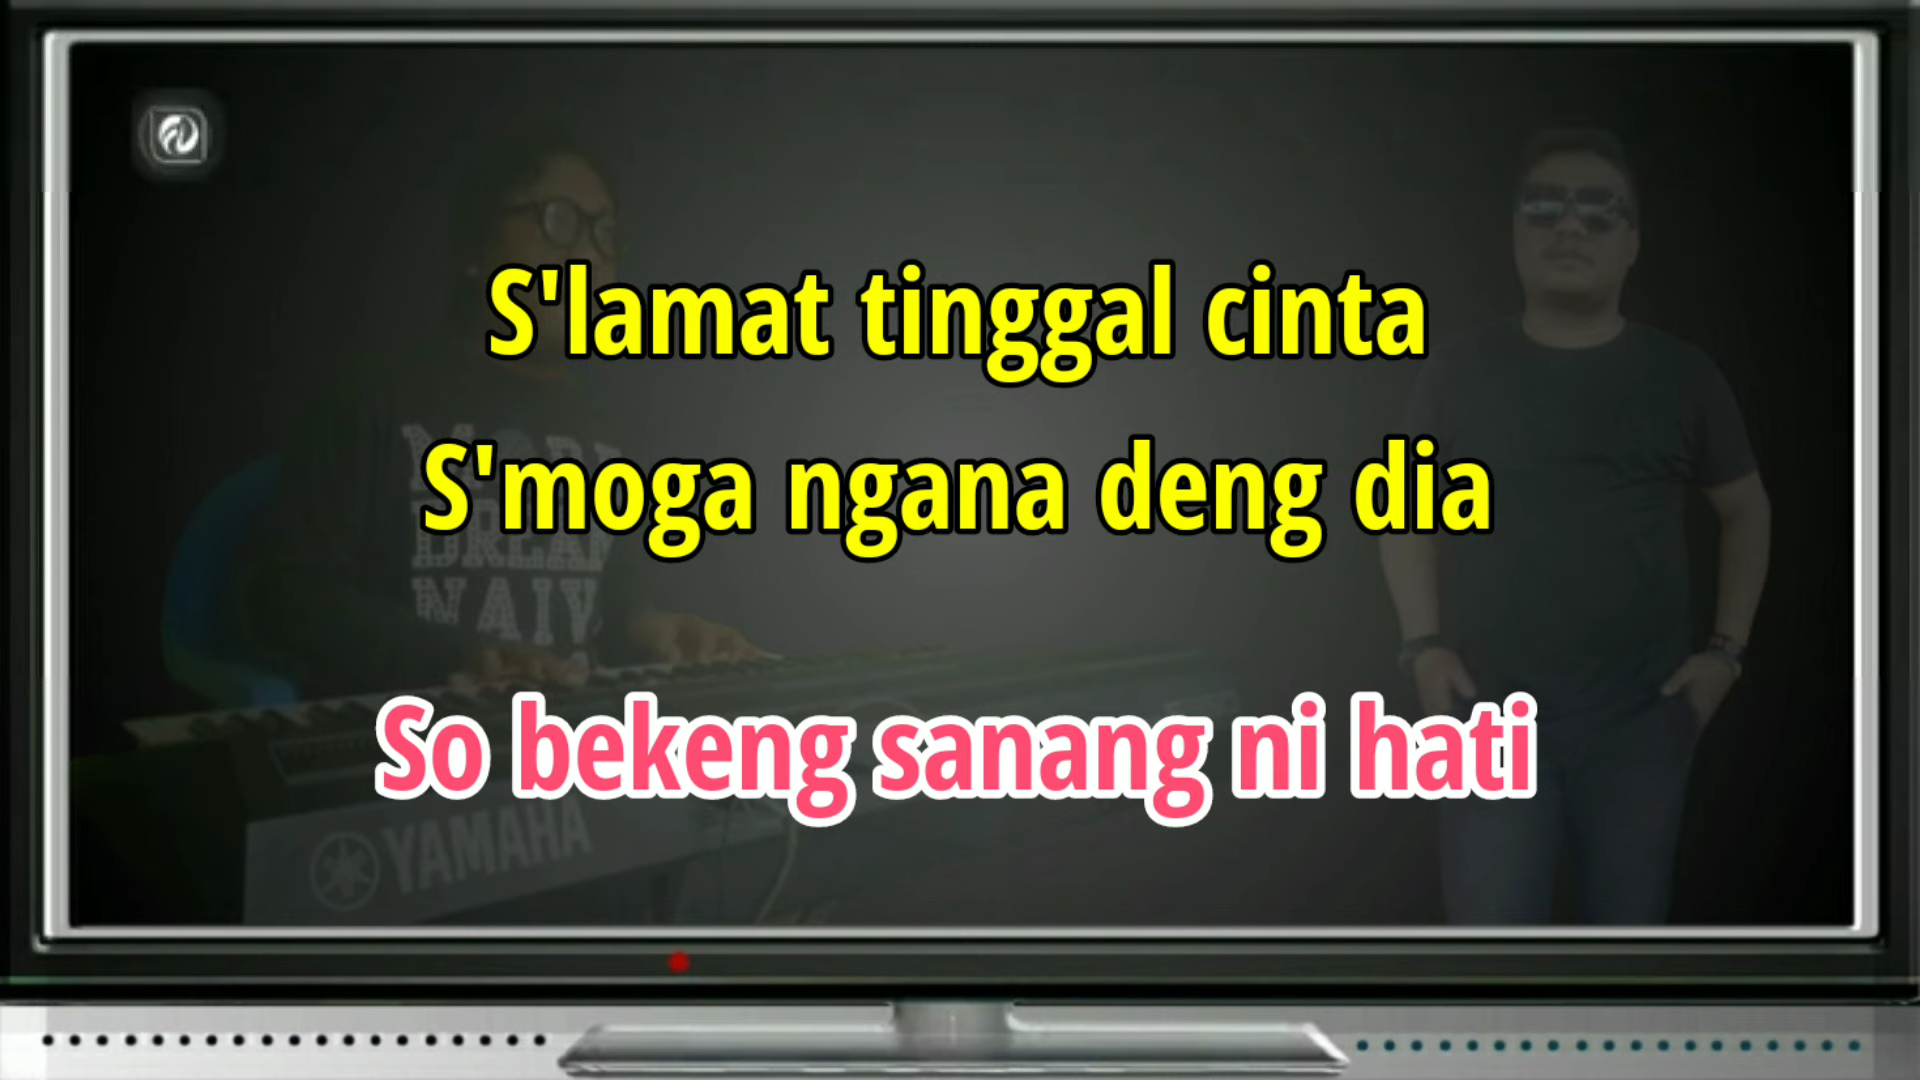 S'lamat tinggal cinta
S'moga ngana deng dia
So bekeng sanang ni hati
YAMAHA